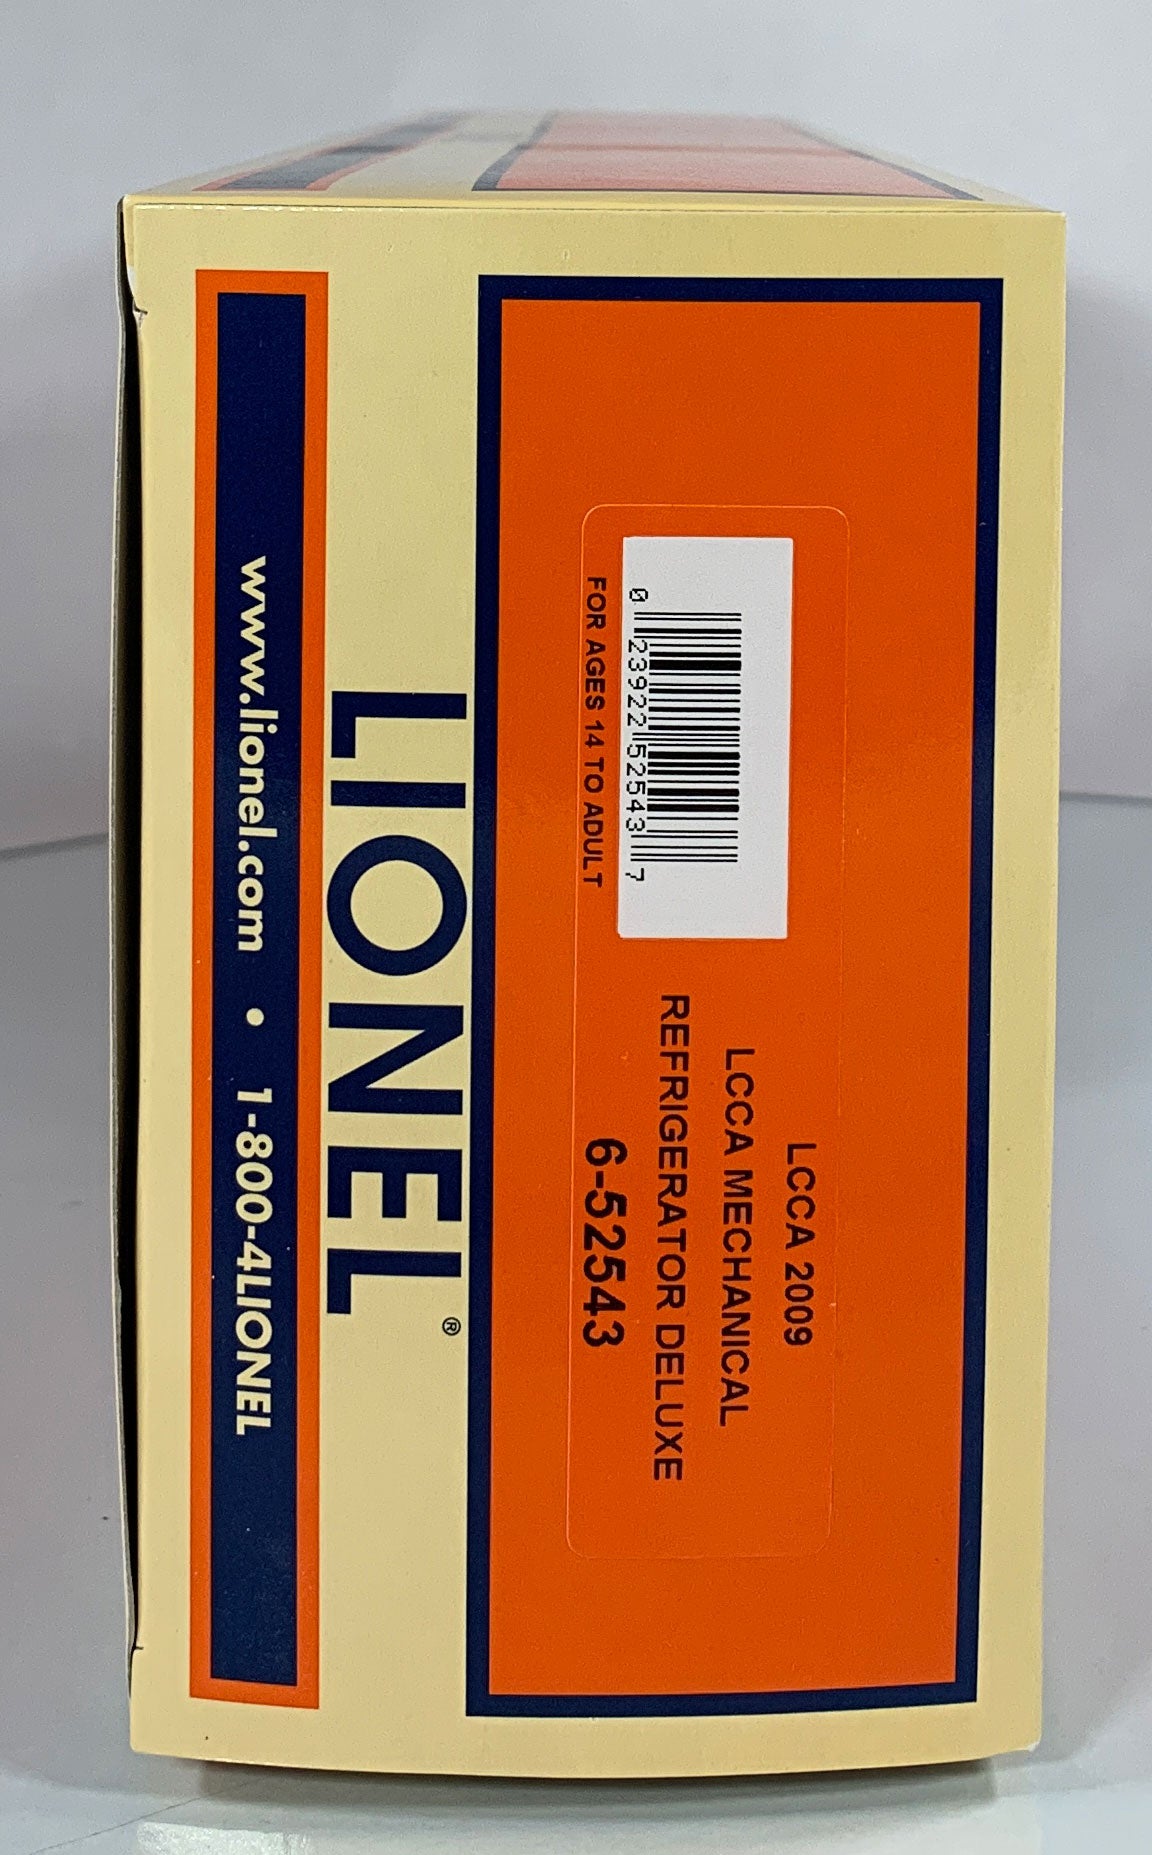 LCCA 2009
LCCA MECHANICAL
REFRIGERATOR DELUXE
6-52543
0 23922 52543 7
FOR AGES 14 TO ADULT
LIONEL®
www.lionel.com • 1-800-4LIONEL